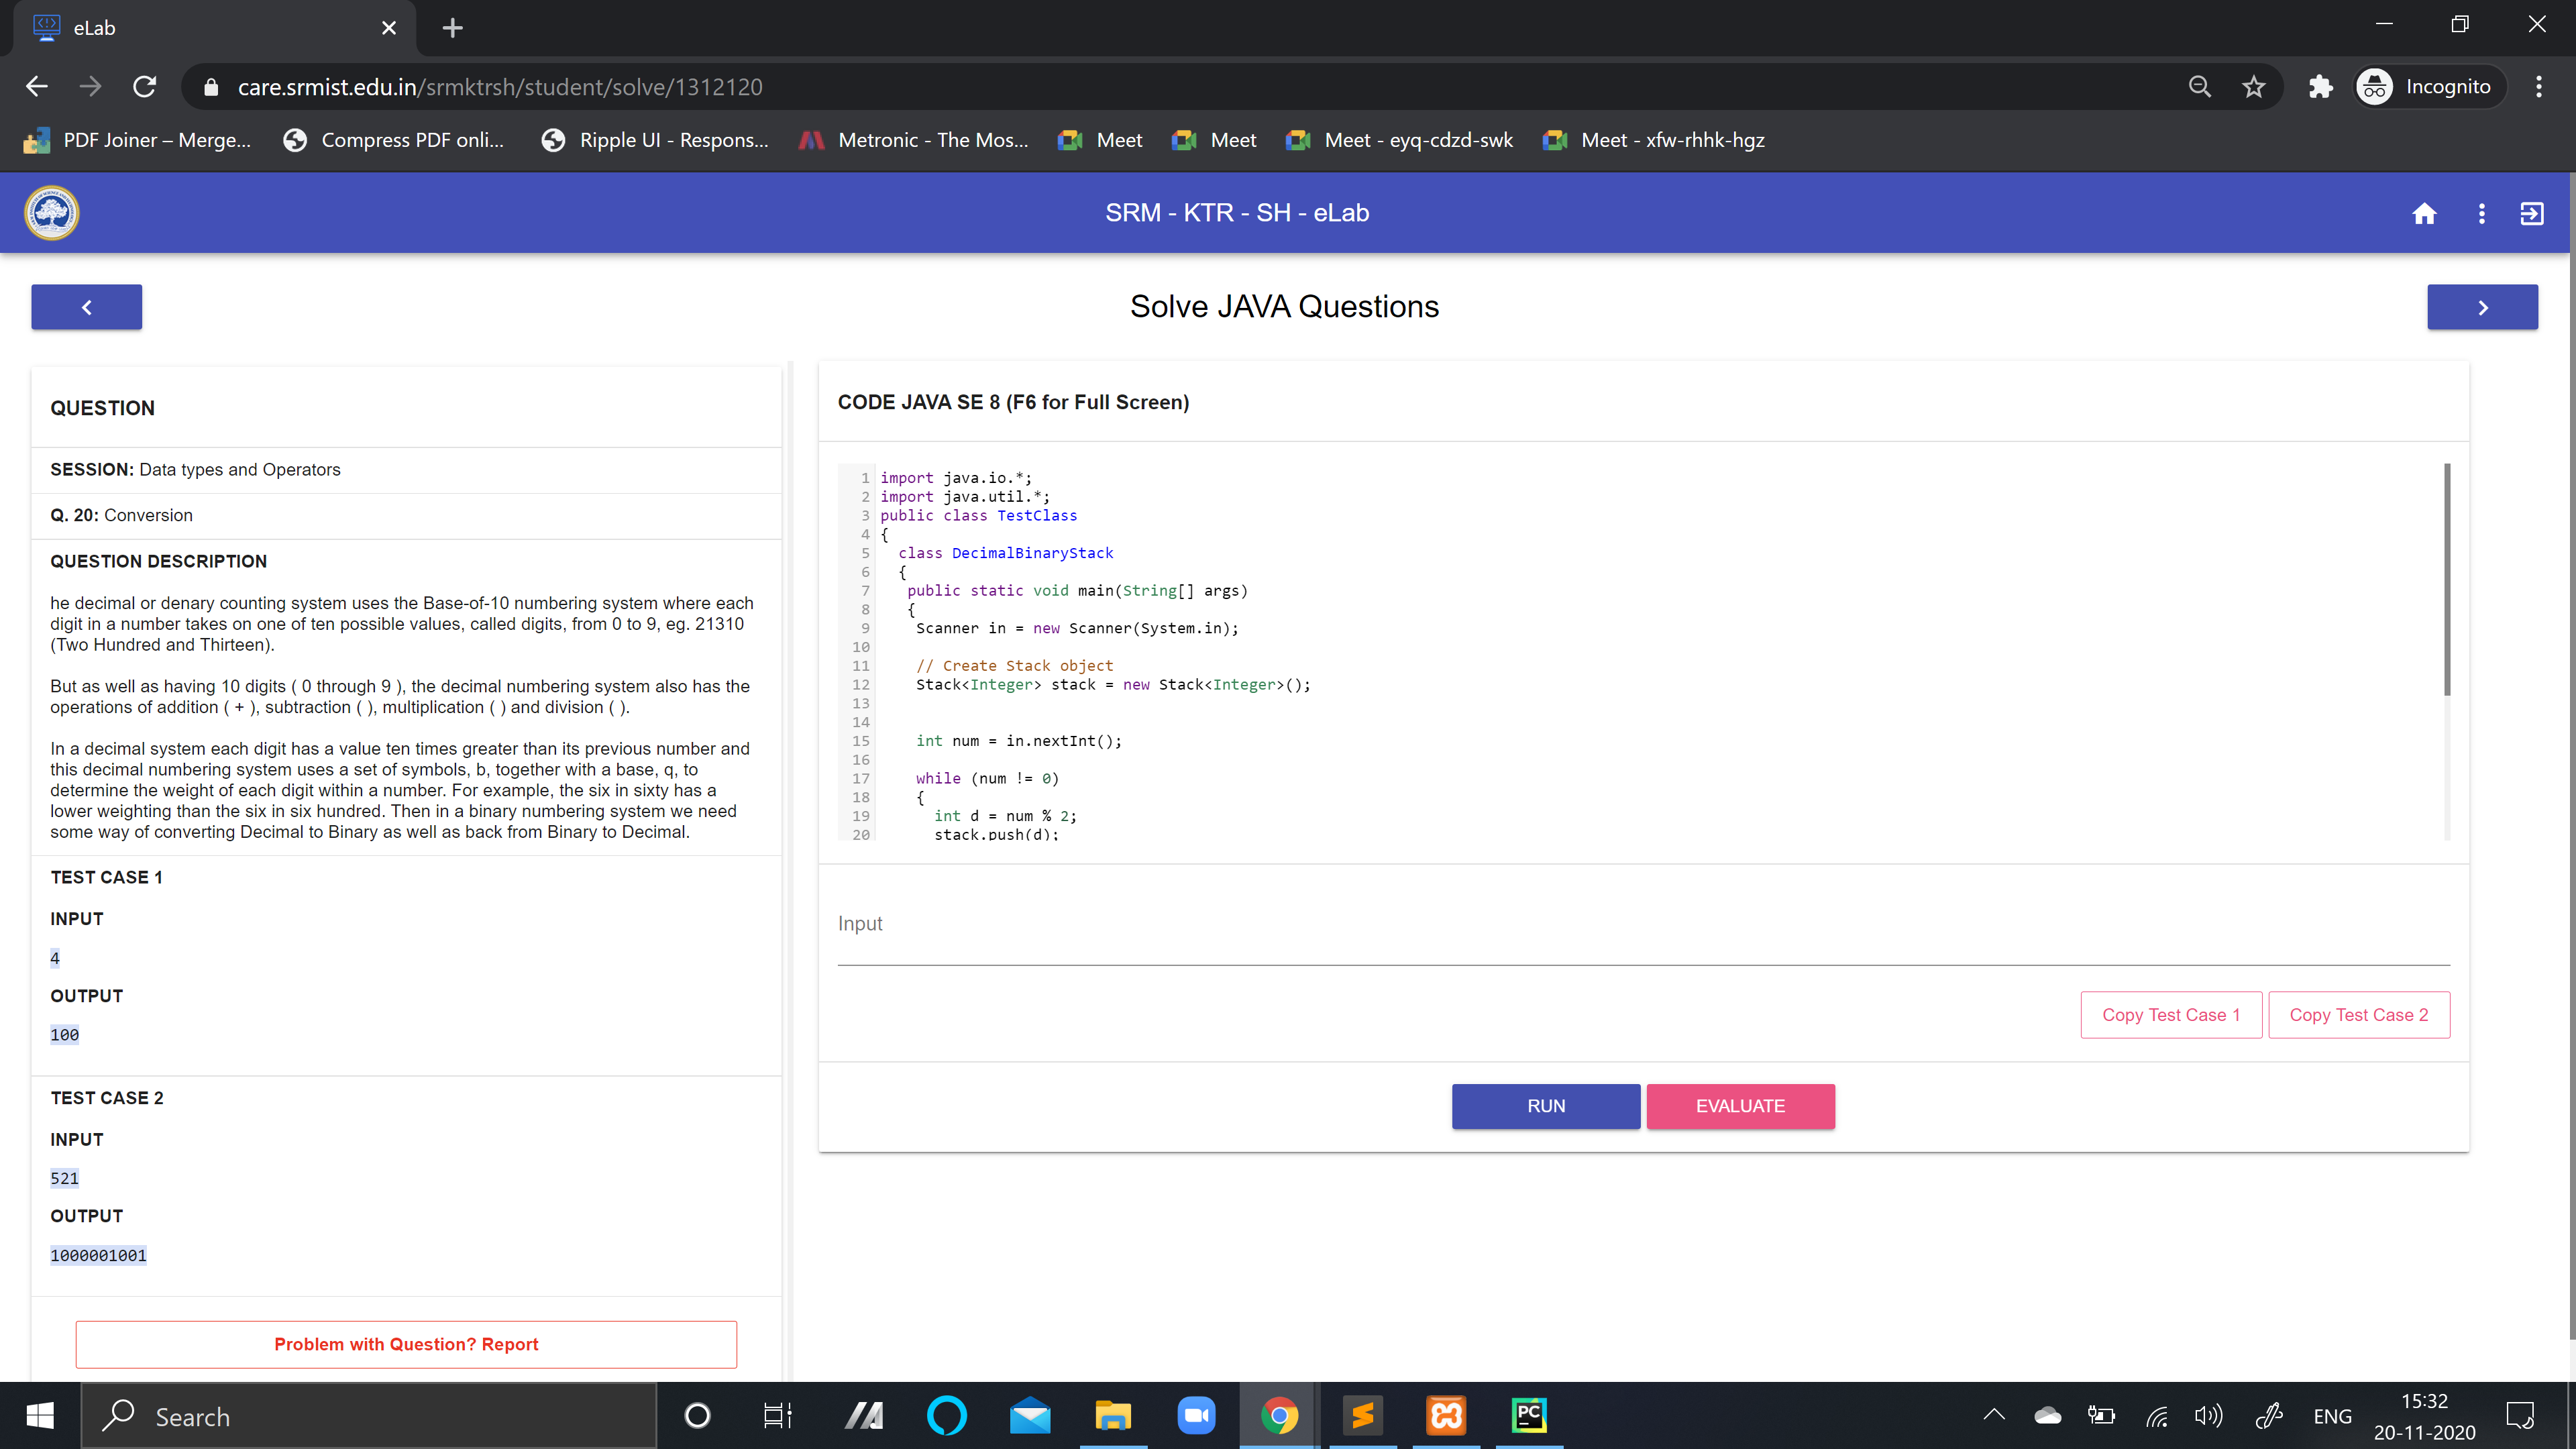 eLab
care.srmist.edu.in/srmktrsh/student/solve/1312120
Incognito
PDF Joiner – Merge...
Compress PDF onli...
Ripple UI - Respons...
Metronic - The Mos...
Meet
Meet
Meet - eyq-cdzd-swk
Meet - xfw-rhhk-hgz
SRM - KTR - SH - eLab
Solve JAVA Questions
QUESTION
SESSION: Data types and Operators
Q. 20: Conversion
QUESTION DESCRIPTION
he decimal or denary counting system uses the Base-of-10 numbering system where each
digit in a number takes on one of ten possible values, called digits, from 0 to 9, eg. 21310
(Two Hundred and Thirteen).
But as well as having 10 digits ( 0 through 9 ), the decimal numbering system also has the
operations of addition ( + ), subtraction ( ), multiplication ( ) and division ( ).
In a decimal system each digit has a value ten times greater than its previous number and
this decimal numbering system uses a set of symbols, b, together with a base, q, to
determine the weight of each digit within a number. For example, the six in sixty has a
lower weighting than the six in six hundred. Then in a binary numbering system we need
some way of converting Decimal to Binary as well as back from Binary to Decimal.
TEST CASE 1
INPUT
4
OUTPUT
100
TEST CASE 2
INPUT
521
OUTPUT
1000001001
Problem with Question? Report
CODE JAVA SE 8 (F6 for Full Screen)
1 import java.io.*;
2 import java.util.*;
3 public class TestClass
4 {
5 class DecimalBinaryStack
6 {
7 public static void main(String[] args)
8 {
9 Scanner in = new Scanner(System.in);
10
11 // Create Stack object
12 Stack<Integer> stack = new Stack<Integer>();
13
14
15 int num = in.nextInt();
16
17 while (num != 0)
18 {
19 int d = num % 2;
20 stack.push(d);
Input
Copy Test Case 1
Copy Test Case 2
RUN
EVALUATE
Search
PC
ENG
15:32
20-11-2020